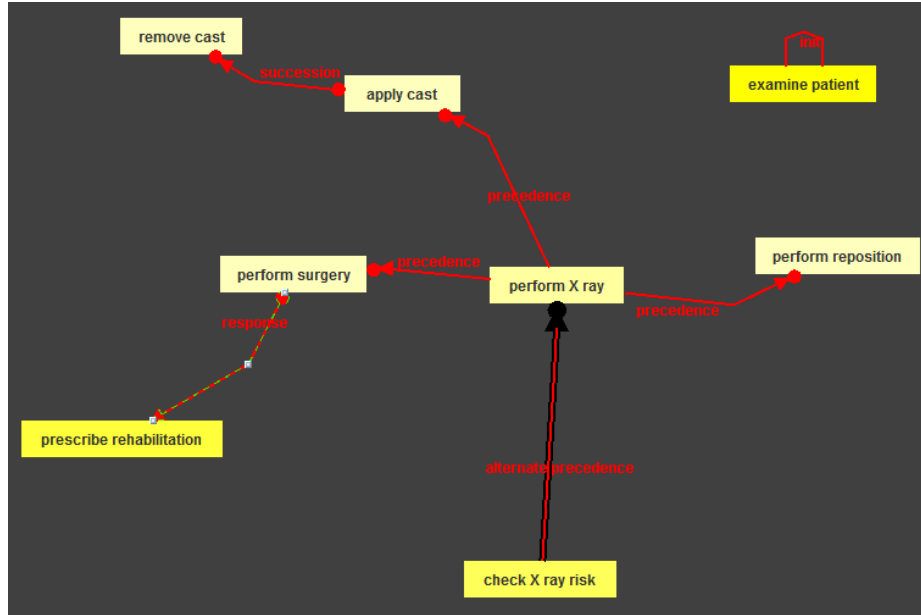 remove cast
init
succession
examine patient
apply cast
precedence
perform reposition
precedence
perform surgery
perform X ray
precedence
response
prescribe rehabilitation
alternate precedence
check X ray risk